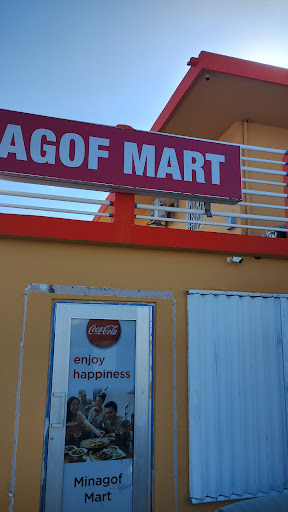 AGOF MART
Coca-Cola
enjoy
happiness
Minagof
Mart